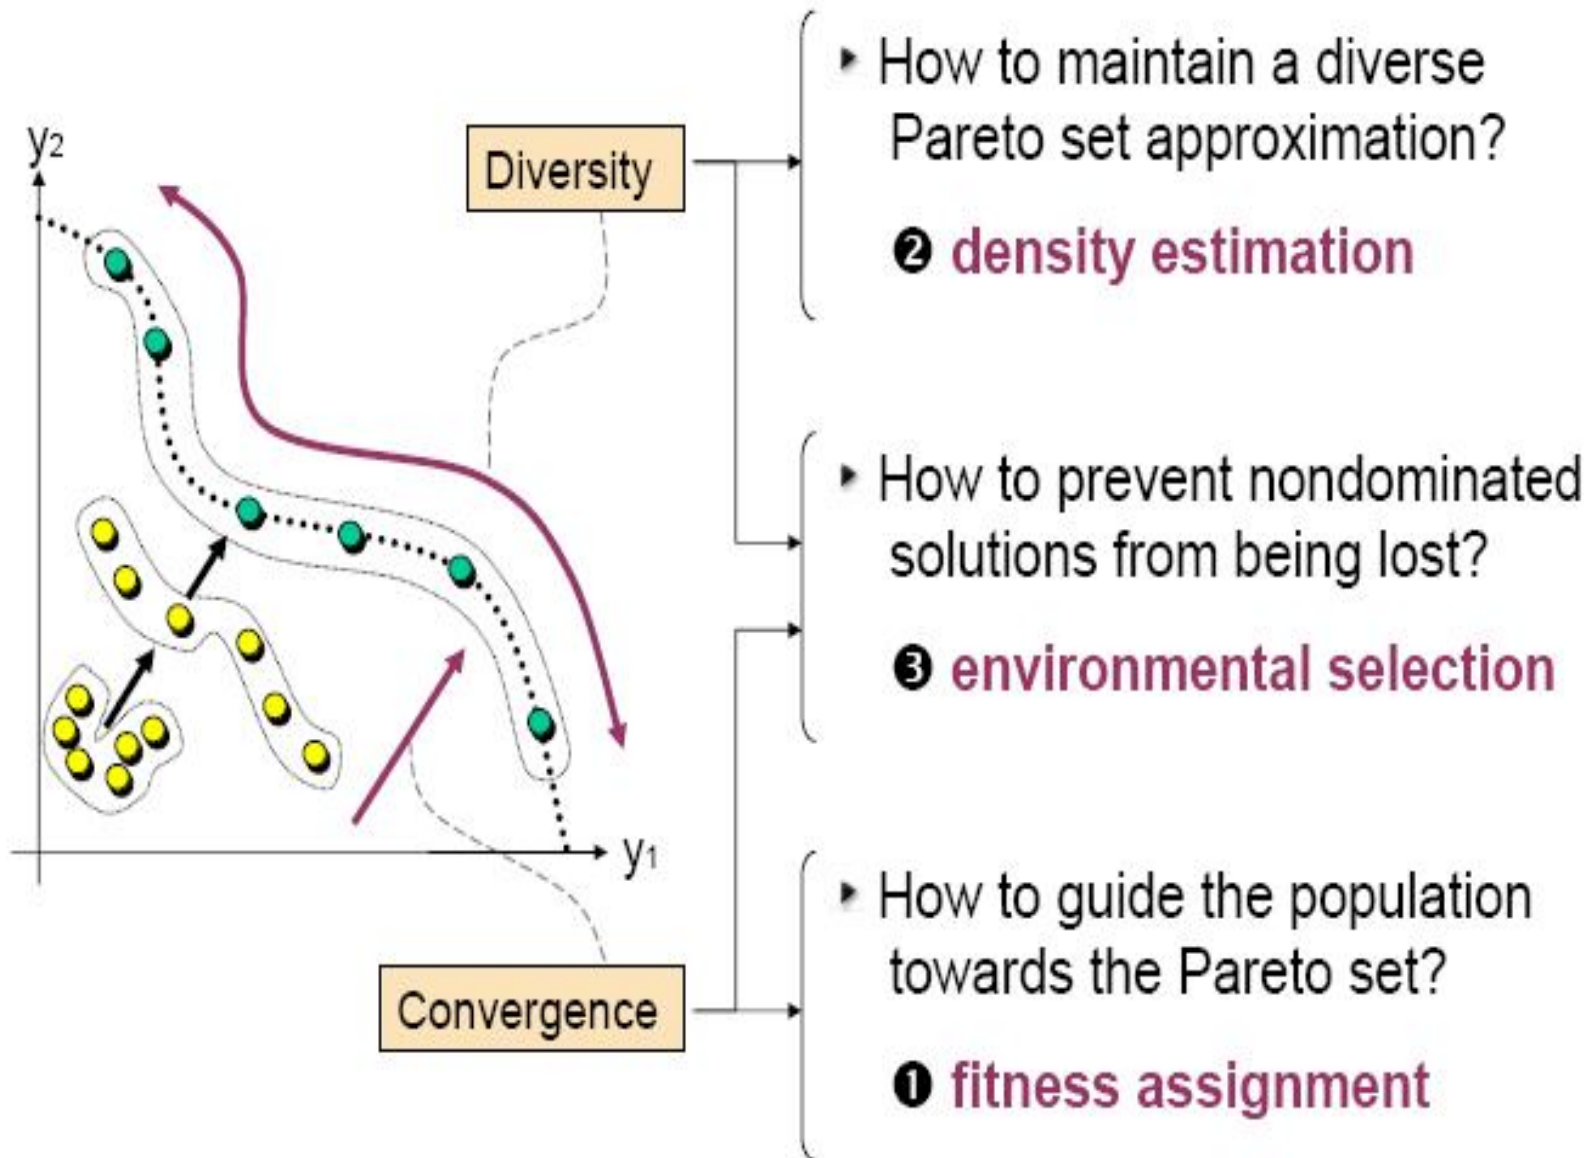 y2
Diversity
▸ How to maintain a diverse
Pareto set approximation?
❷ density estimation
▸ How to prevent nondominated
solutions from being lost?
❸ environmental selection
y1
Convergence
▸ How to guide the population
towards the Pareto set?
❶ fitness assignment